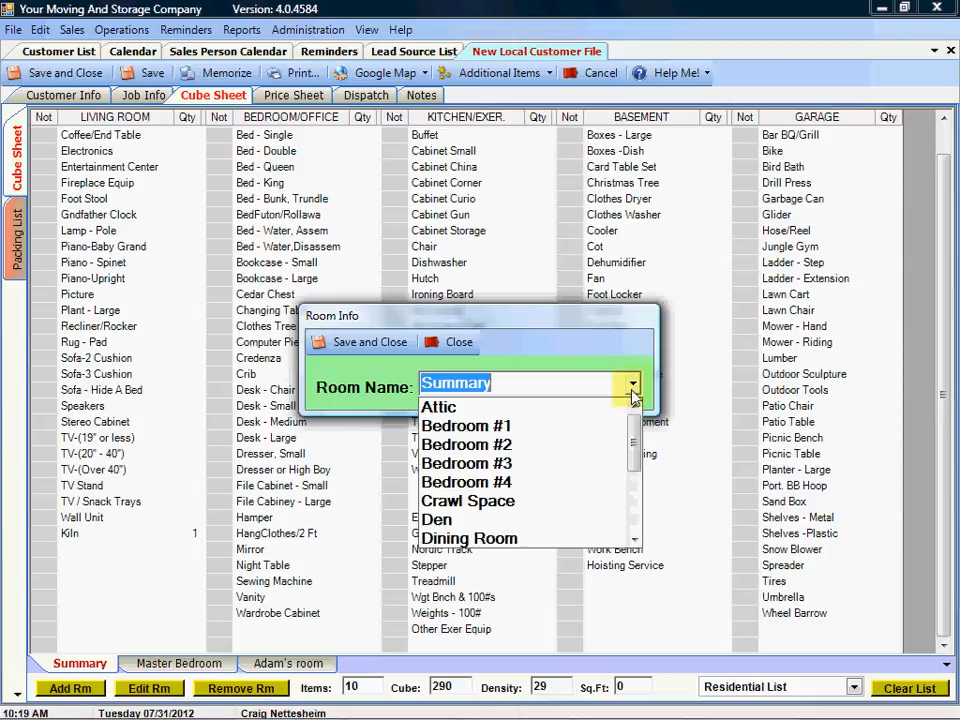 Your Moving And Storage Company Version: 4.0.4584
File Edit Sales Operations Reminders Reports Administration View Help
Customer List Calendar Sales Person Calendar Reminders Lead Source List New Local Customer File
Save and Close Save Memorize Print... Google Map Additional Items Cancel Help Me!
Customer Info Job Info Cube Sheet Price Sheet Dispatch Notes
Cube Sheet
Packing List
Not LIVING ROOM Qty Not BEDROOM/OFFICE Qty Not KITCHEN/EXER. Qty Not BASEMENT Qty Not GARAGE Qty
Coffee/End Table Bed - Single Buffet Boxes - Large Bar BQ/Grill
Electronics Bed - Double Cabinet Small Boxes -Dish Bike
Entertainment Center Bed - Queen Cabinet China Card Table Set Bird Bath
Fireplace Equip Bed - King Cabinet Corner Christmas Tree Drill Press
Foot Stool Bed - Bunk, Trundle Cabinet Curio Clothes Dryer Garbage Can
Gndfather Clock BedFuton/Rollawa Cabinet Gun Clothes Washer Glider
Lamp - Pole Bed - Water, Assem Cabinet Storage Cooler Hose/Reel
Piano-Baby Grand Bed - Water,Disassem Chair Cot Jungle Gym
Piano - Spinet Bookcase - Small Dishwasher Dehumidifier Ladder - Step
Piano-Upright Bookcase - Large Hutch Fan Ladder - Extension
Picture Cedar Chest Ironing Board Foot Locker Lawn Cart
Plant - Large Changing Lawn Chair
Recliner/Rocker Clothes Tree Mower - Hand
Rug - Pad Computer Mower - Riding
Sofa-2 Cushion Credenza Outdoor Sculpture
Sofa-3 Cushion Crib Outdoor Tools
Sofa - Hide A Bed Desk - Small Patio Chair
Speakers Desk - Medium Patio Table
TV-(19" or less) Picnic Bench
TV-(20" - 40") Dresser, Small Picnic Table
TV-(Over 40") Dresser or High Boy Port. BB Hoop
TV Stand File Cabinet - Small Sand Box
TV / Snack Trays File Cabiney - Large Shelves - Metal
Wall Unit Hamper Shelves -Plastic
Kiln 1 HangClothes/2 Ft Snow Blower
Mirror Nordic Track Work Bench Spreader
Night Table Stepper Hoisting Service Tires
Sewing Machine Treadmill Umbrella
Vanity Wgt Bnch & 100#s Wheel Barrow
Wardrobe Cabinet Weights - 100#
Other Exer Equip
Room Info
Save and Close Close
Room Name: Summary
Attic
Bedroom #1
Bedroom #2
Bedroom #3
Bedroom #4
Crawl Space
Den
Dining Room
Summary Master Bedroom Adam's room
Add Rm Edit Rm Remove Rm Items: 10 Cube: 290 Density: 29 Sq.Ft: 0 Residential List Clear List
10:19 AM Tuesday 07/31/2012 Craig Nettesheim